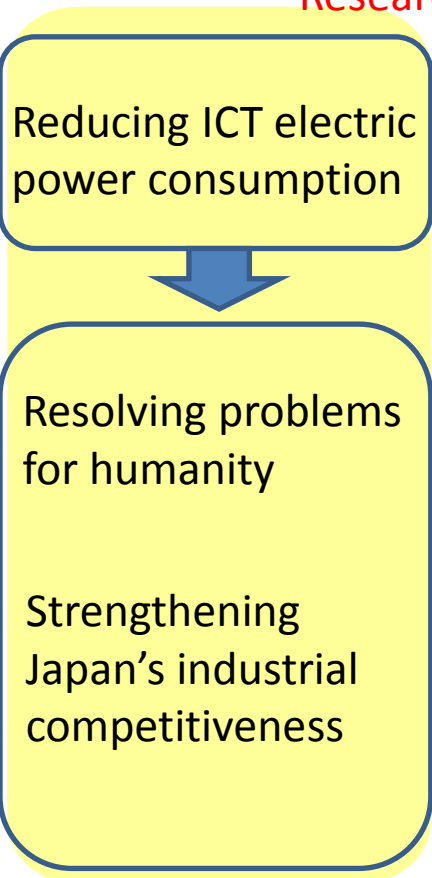 Reducing ICT electric
power consumption
Resolving problems
for humanity
Strengthening
Japan’s industrial
competitiveness